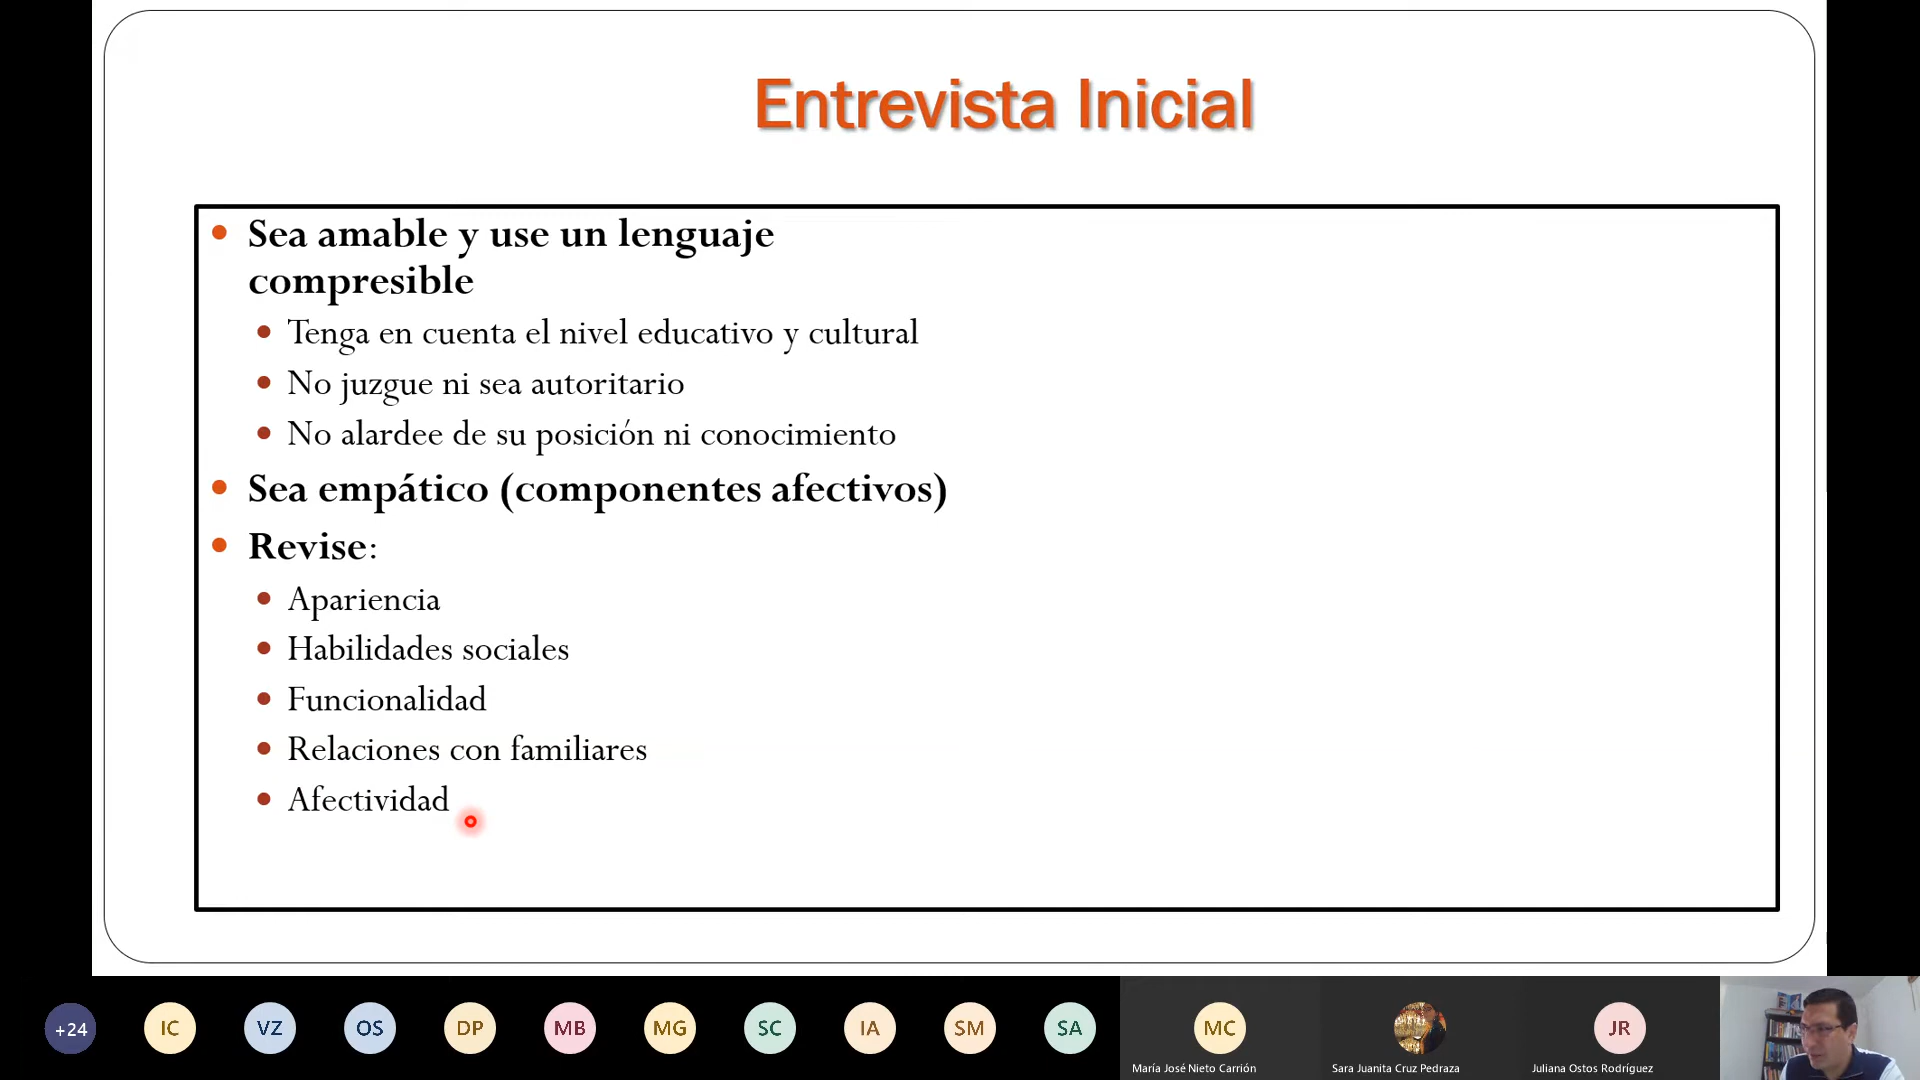 Entrevista Inicial
Sea amable y use un lenguaje
compresible
Tenga en cuenta el nivel educativo y cultural
No juzgue ni sea autoritario
No alardee de su posición ni conocimiento
Sea empático (componentes afectivos)
Revise:
Apariencia
Habilidades sociales
Funcionalidad
Relaciones con familiares
Afectividad
+24 IC VZ OS DP MB MG SC IA SM SA MC JR
María José Nieto Carrión Sara Juanita Cruz Pedraza Juliana Ostos Rodríguez